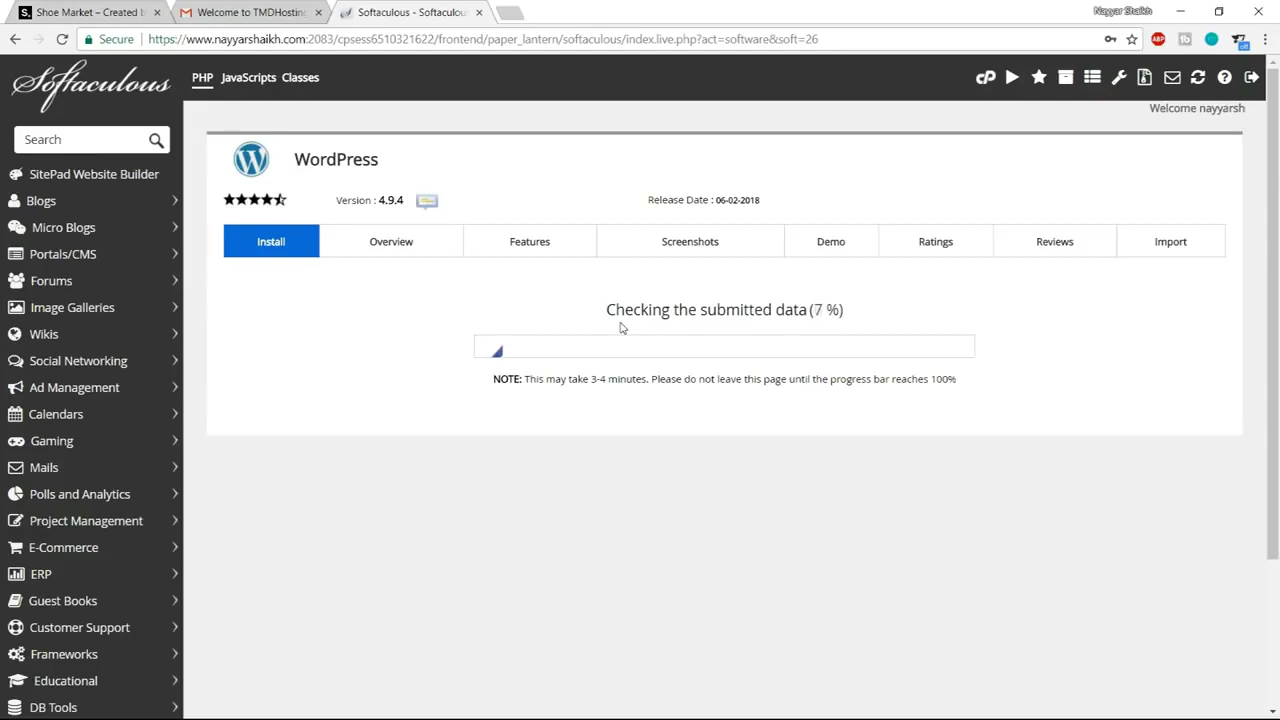 Shoe Market – Created b
Welcome to TMDHosting
Softaculous - Softaculou
Nayyar Shaikh
Secure
https://www.nayyarshaikh.com:2083/cpsess6510321622/frontend/paper_lantern/softaculous/index.live.php?act=software&soft=26
Softaculous
PHP
JavaScripts
Classes
Welcome nayyarsh
Search
SitePad Website Builder
Blogs
Micro Blogs
Portals/CMS
Forums
Image Galleries
Wikis
Social Networking
Ad Management
Calendars
Gaming
Mails
Polls and Analytics
Project Management
E-Commerce
ERP
Guest Books
Customer Support
Frameworks
Educational
DB Tools
WordPress
Version : 4.9.4
Release Date : 06-02-2018
Install
Overview
Features
Screenshots
Demo
Ratings
Reviews
Import
Checking the submitted data (7 %)
NOTE: This may take 3-4 minutes. Please do not leave this page until the progress bar reaches 100%